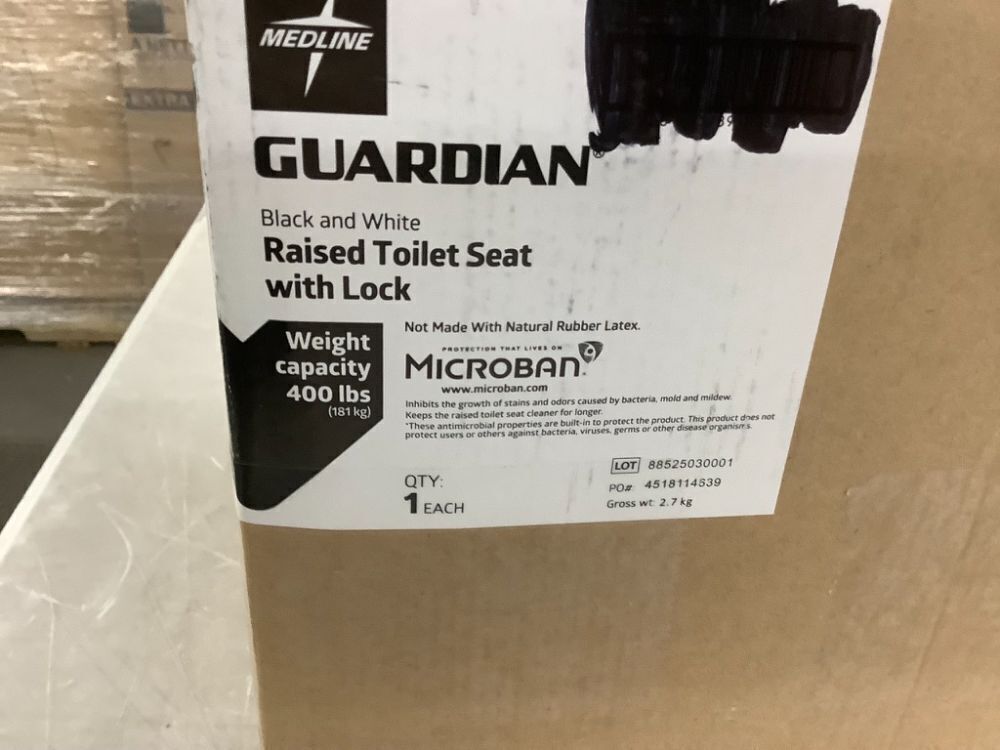 MEDLINE
GUARDIAN®
Black and White
Raised Toilet Seat
with Lock
Weight
capacity
400 lbs
(181 kg)
Not Made With Natural Rubber Latex.
PROTECTION THAT LIVES ON
MICROBAN®
www.microban.com
Inhibits the growth of stains and odors caused by bacteria, mold and mildew.
Keeps the raised toilet seat cleaner for longer.
*These antimicrobial properties are built-in to protect the product. This product does not
protect users or others against bacteria, viruses, germs or other disease organisms.
QTY:
1 EACH
LOT 88525030001
PO#: 4518114639
Gross wt: 2.7 kg
EXTRA